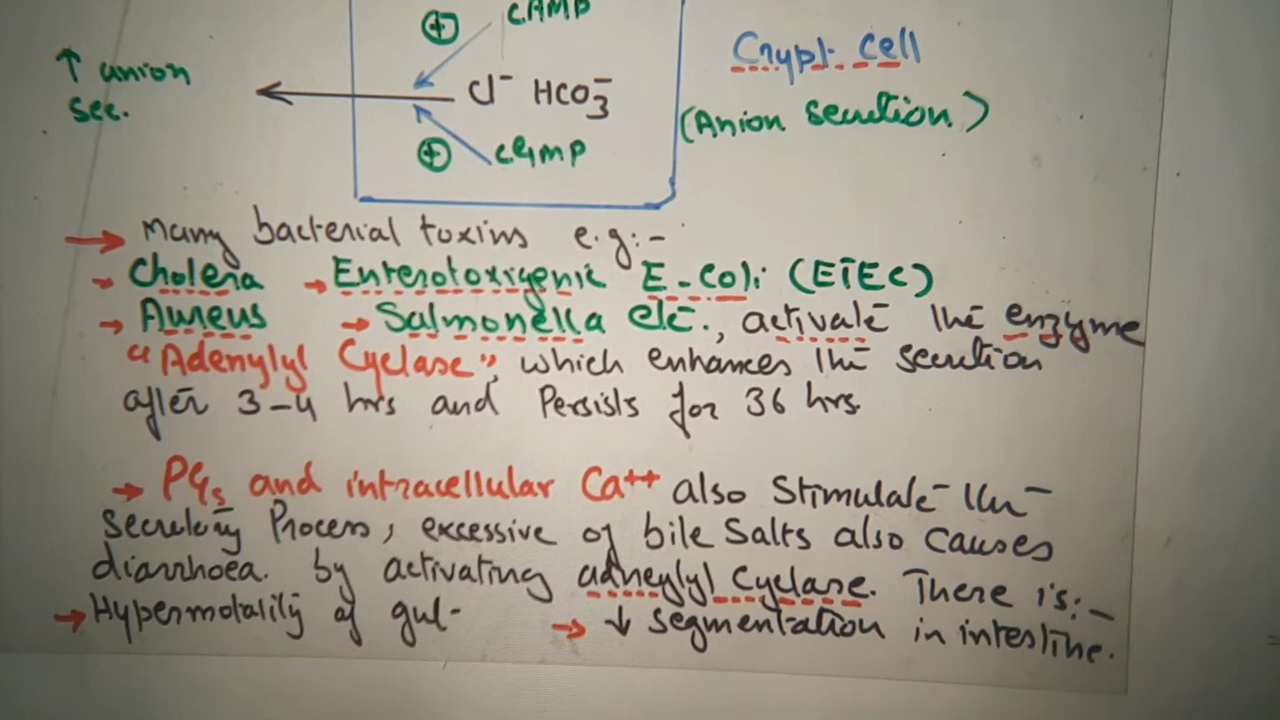 ⊕ cAMP
Crypt cell
↑ anion
sec.
Cl⁻ HCO₃⁻
(Anion secretion)
⊕ cGMP
→ Many bacterial toxins e.g:-
→ Cholera → Enterotoxigenic E-Coli (ETEC)
→ Aureus → Salmonella etc., activate the enzyme
"Adenylyl Cyclase", which enhances the secretion
after 3-4 hrs and Persists for 36 hrs
→ PGs and intracellular Ca++ also Stimulate the
Secretory Process, excessive of bile Salts also causes
diarrhoea. by activating adneylyl cyclase. There is:-
→ Hypermotality of gut → ↓ segmentation in intestine.